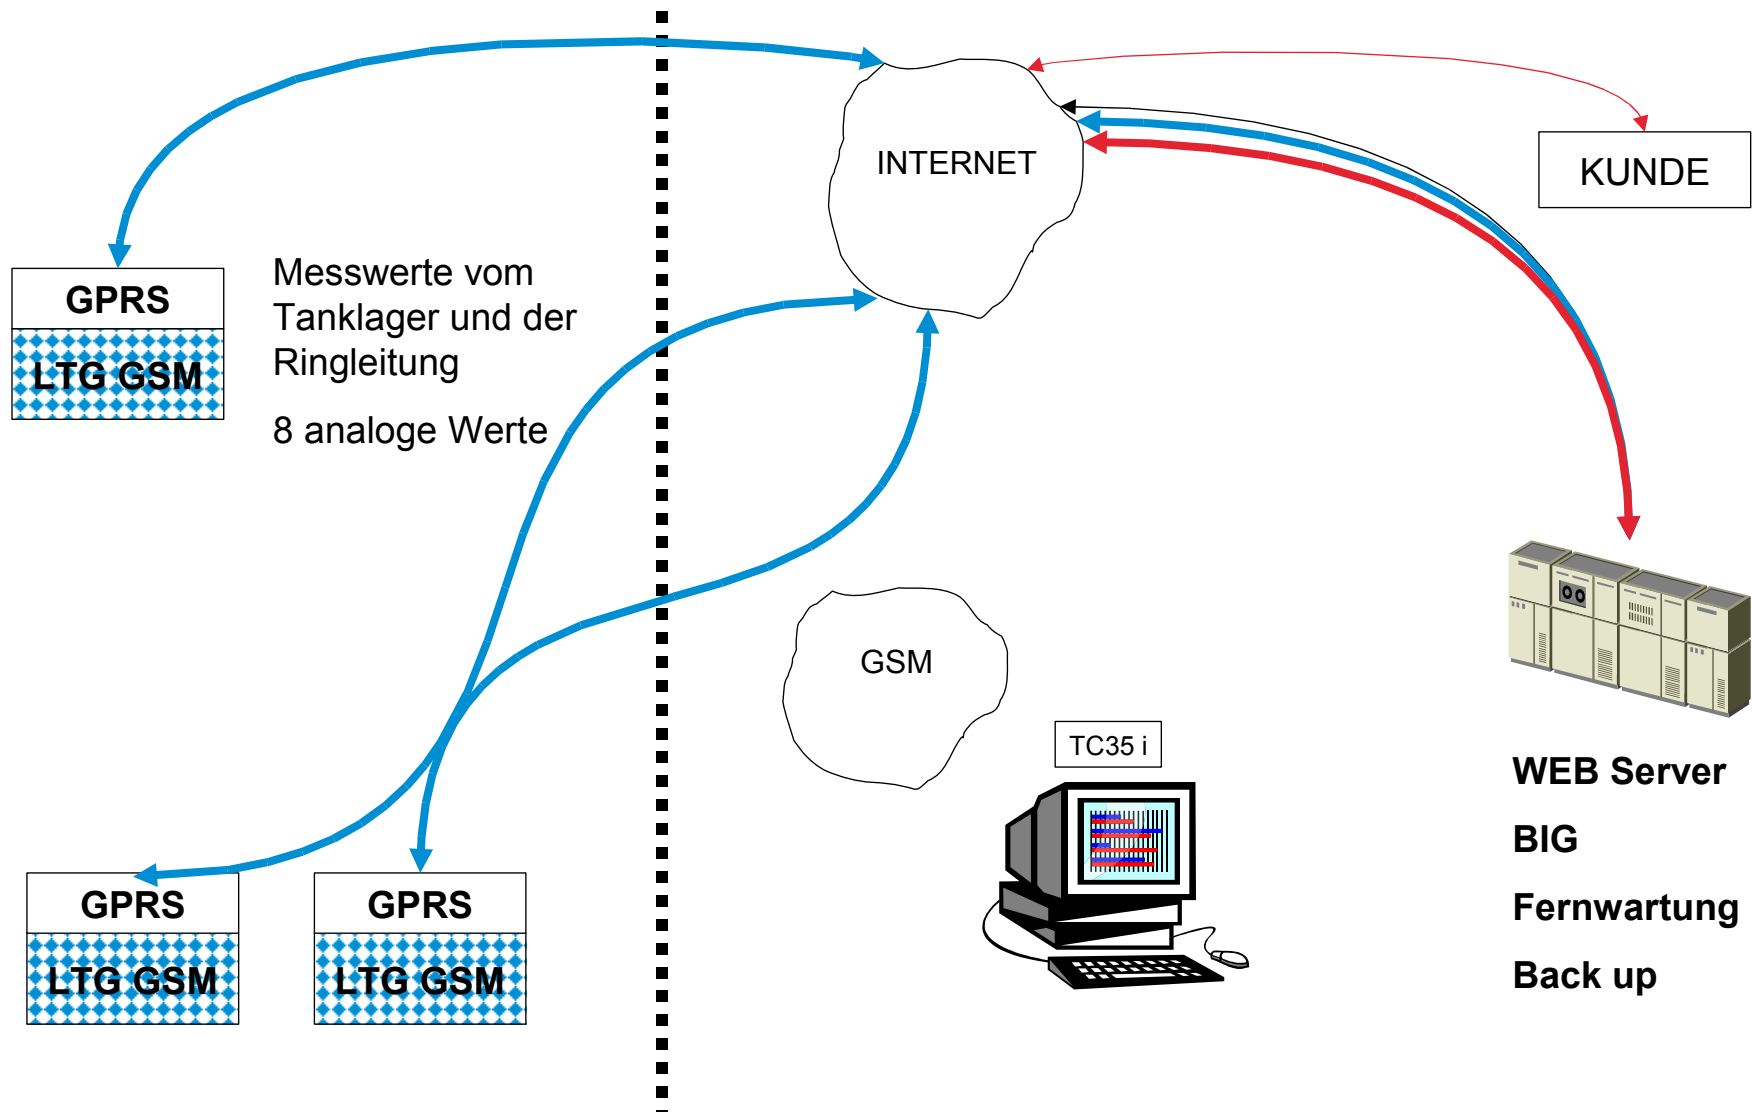 INTERNET
KUNDE
GPRS
LTG GSM
Messwerte vom
Tanklager und der
Ringleitung
8 analoge Werte
GSM
TC35 i
WEB Server
BIG
Fernwartung
Back up
GPRS
LTG GSM
GPRS
LTG GSM